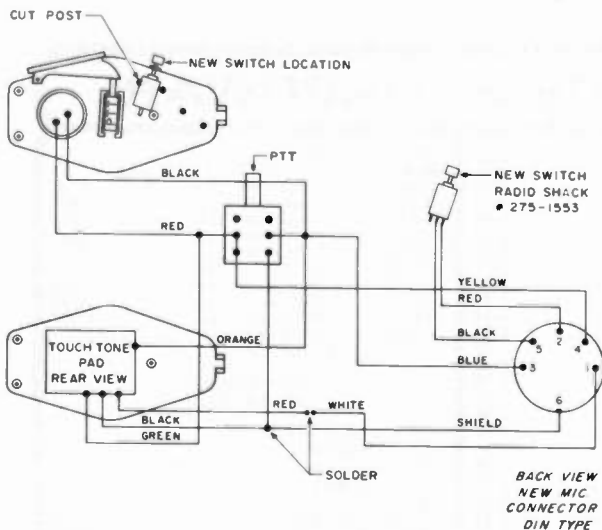 CUT POST
NEW SWITCH LOCATION
PTT
BLACK
NEW SWITCH
RADIO SHACK
• 275-1553
RED
YELLOW
RED
ORANGE
BLACK
5
2
4
TOUCH TONE
PAD
REAR VIEW
BLUE
3
1
RED
WHITE
BLACK
SHIELD
6
GREEN
SOLDER
BACK VIEW
NEW MIC
CONNECTOR
DIN TYPE